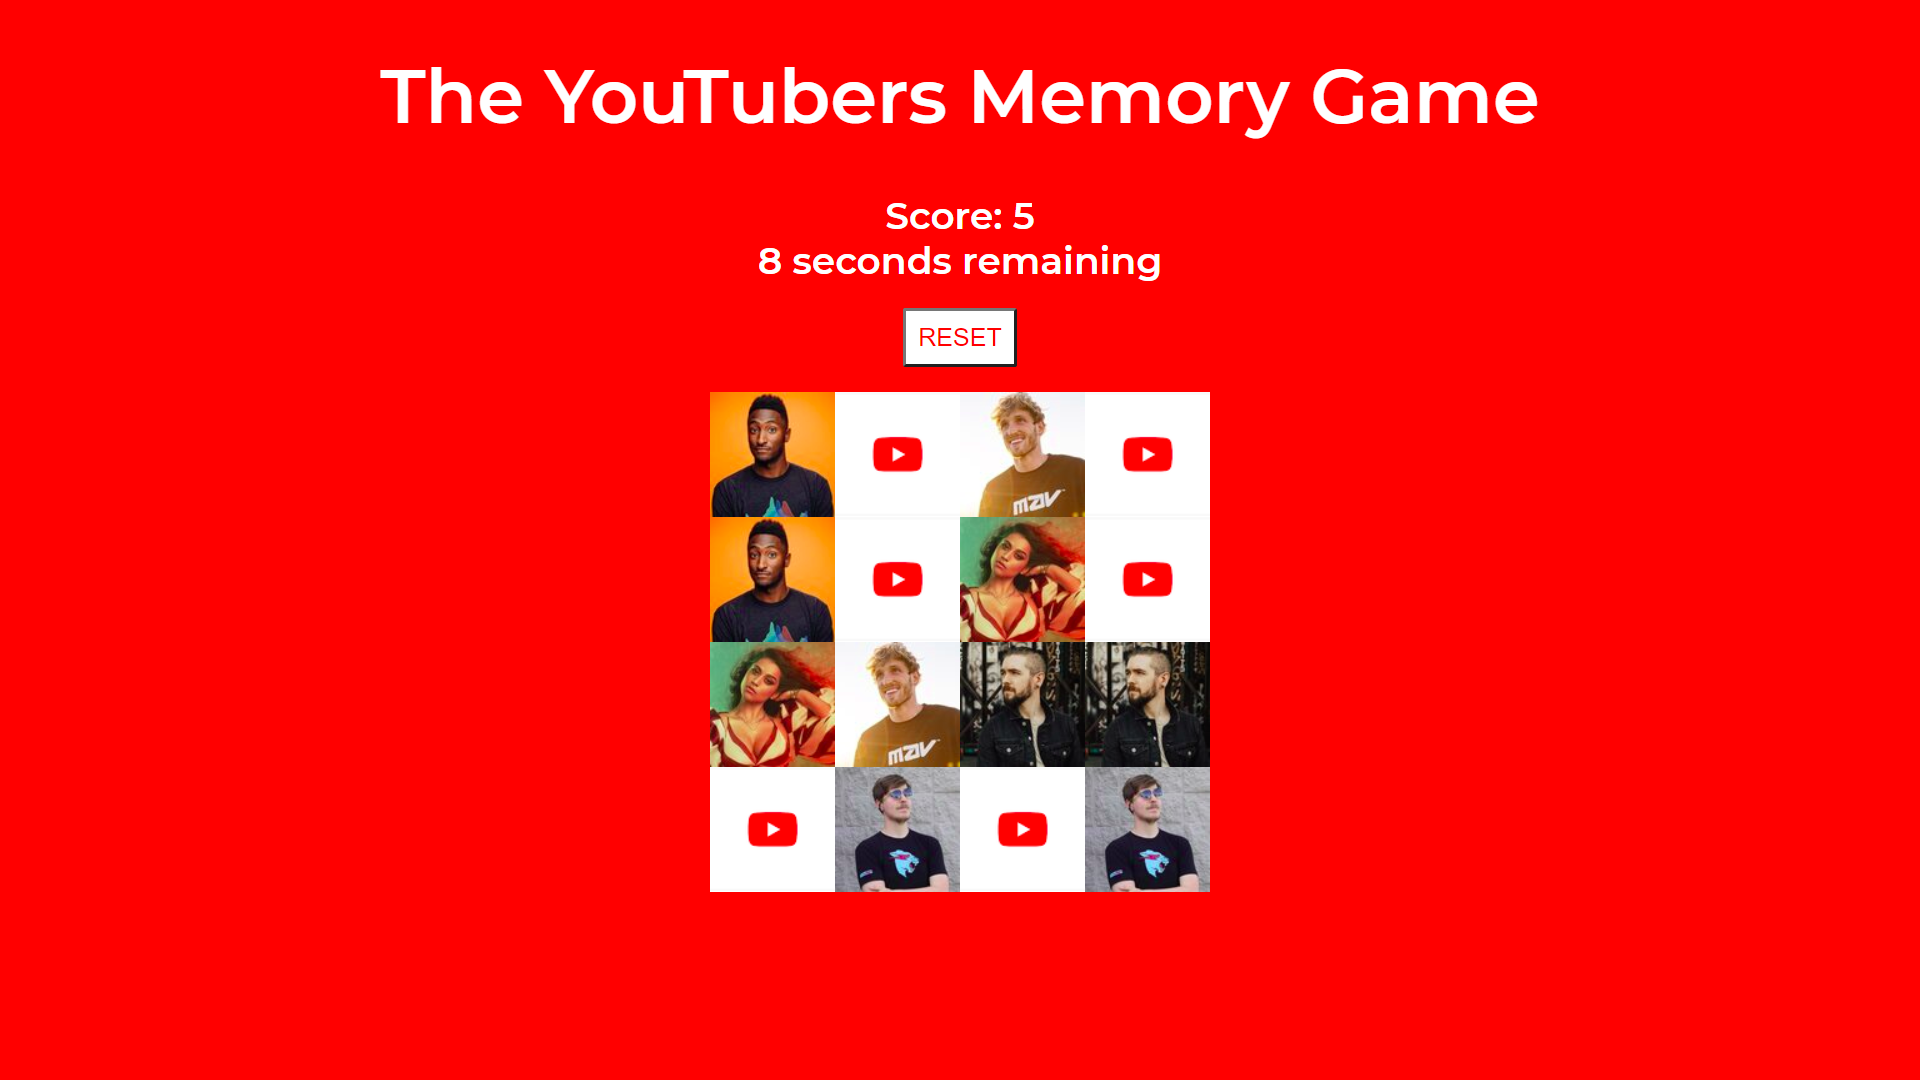 The YouTubers Memory Game
Score: 5
8 seconds remaining
RESET
MAV
MAV